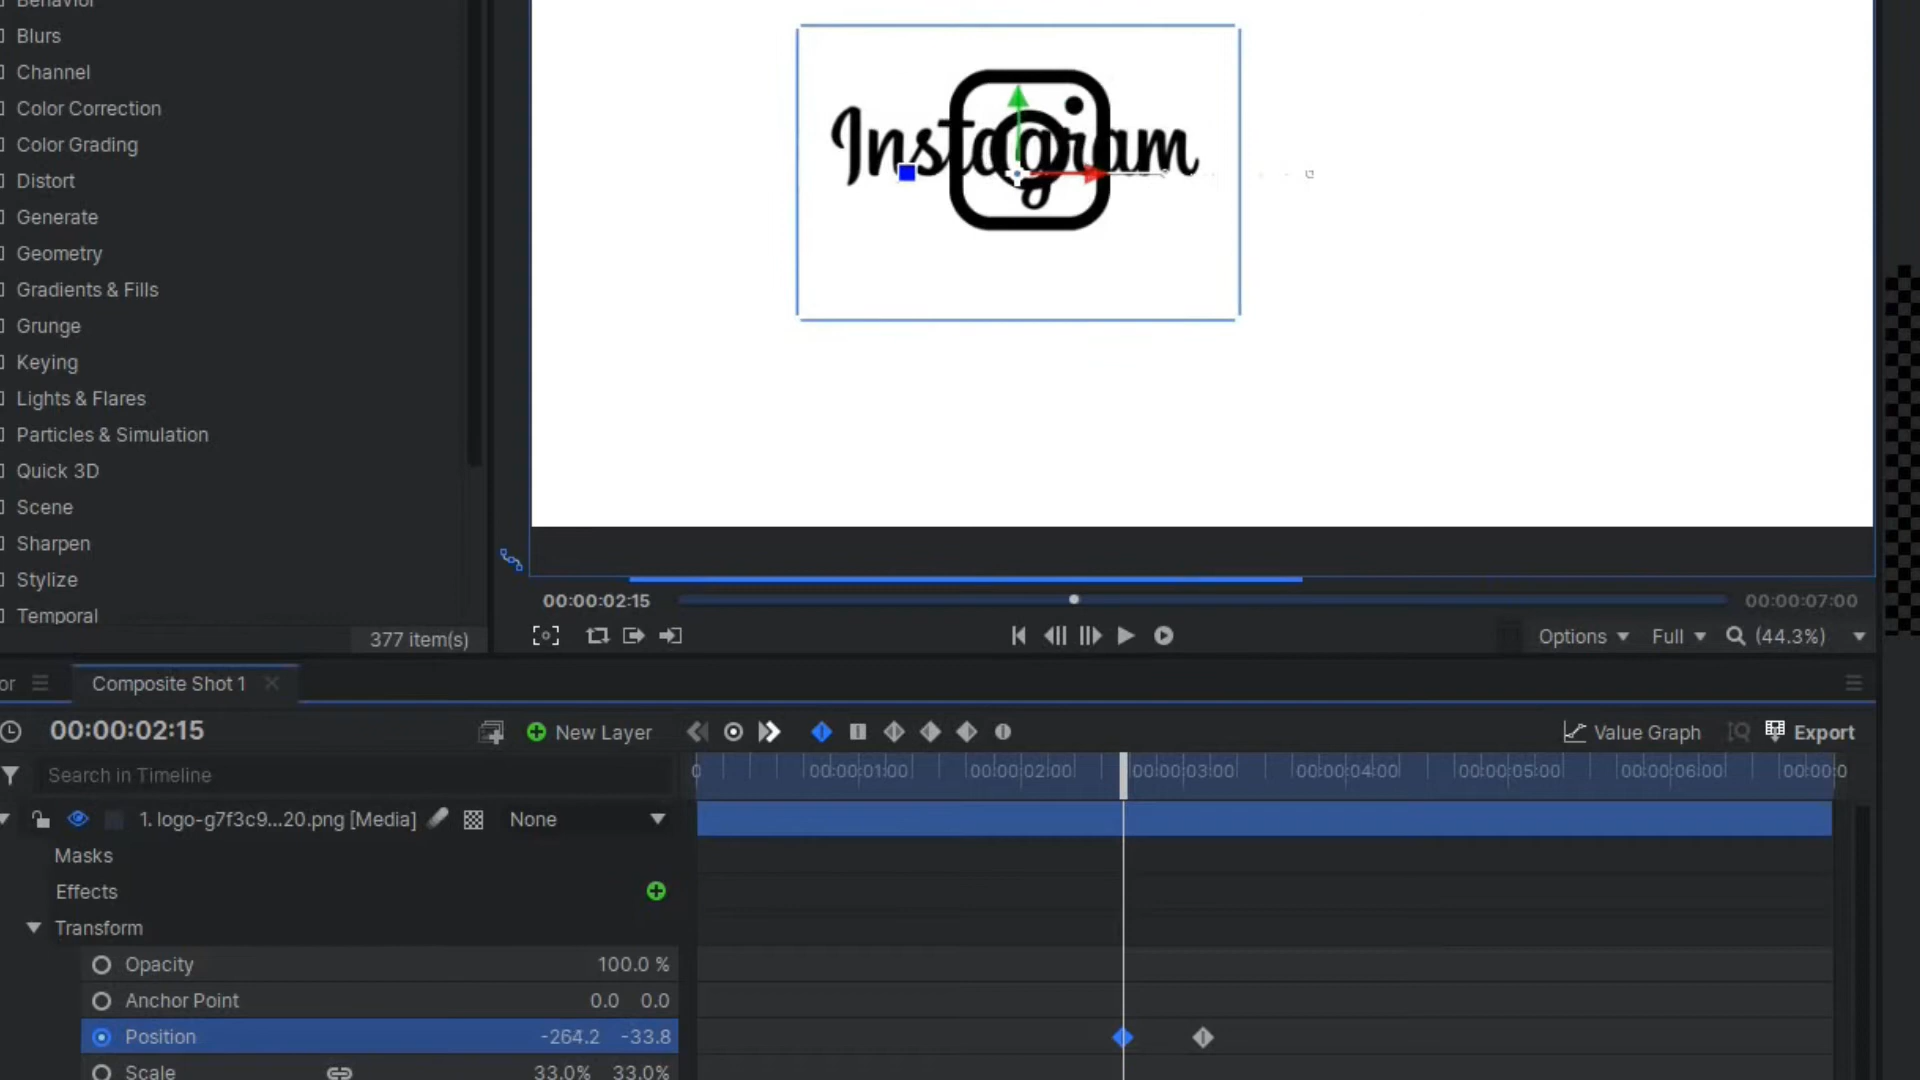 Behavior
Blurs
Channel
Color Correction
Color Grading
Distort
Generate
Geometry
Gradients & Fills
Grunge
Keying
Lights & Flares
Particles & Simulation
Quick 3D
Scene
Sharpen
Stylize
Temporal
377 item(s)
Instagram
00:00:02:15
00:00:07:00
Options
Full
(44.3%)
or
Composite Shot 1
00:00:02:15
New Layer
Value Graph
Export
Search in Timeline
0
00:00:01:00
00:00:02:00
00:00:03:00
00:00:04:00
00:00:05:00
00:00:06:00
00:00:0
1. logo-g7f3c9...20.png [Media]
None
Masks
Effects
Transform
Opacity
100.0 %
Anchor Point
0.0 0.0
Position
-264.2 -33.8
Scale
33.0% 33.0%